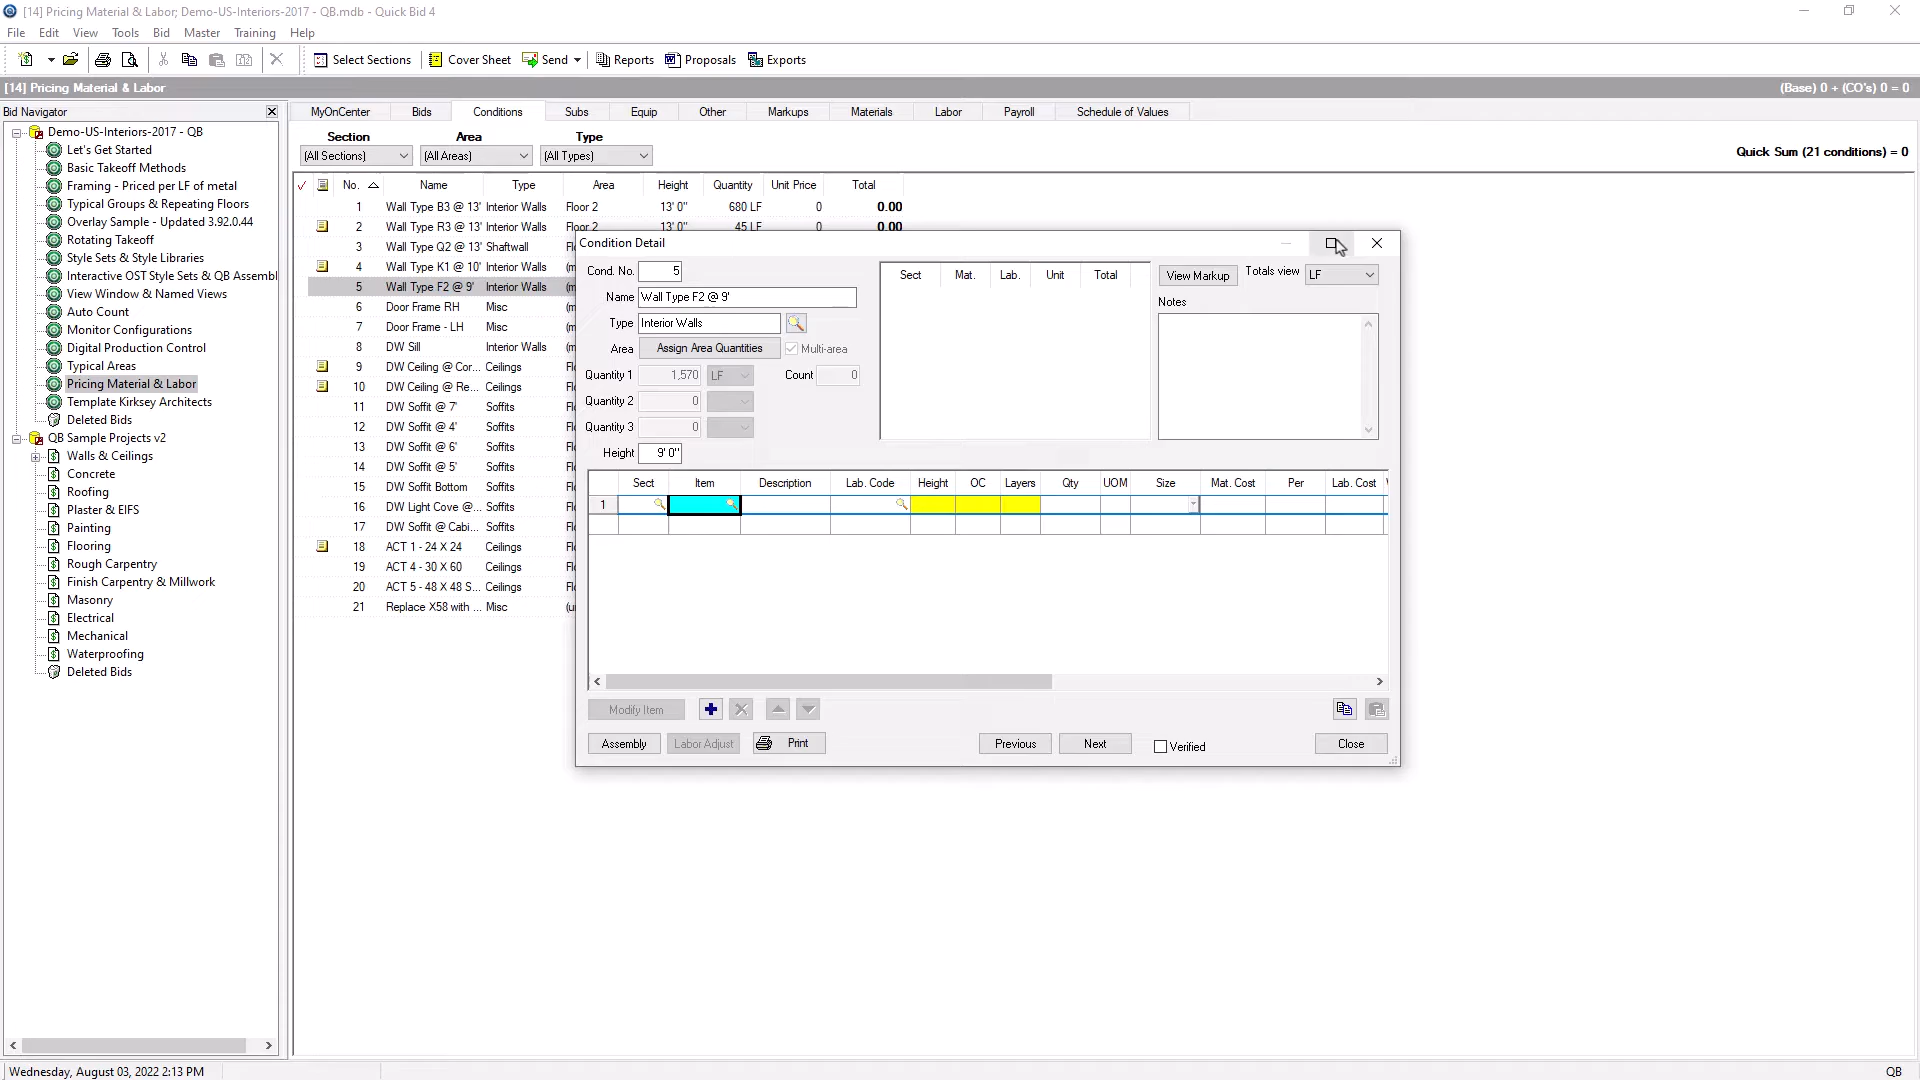 [14] Pricing Material & Labor; Demo-US-Interiors-2017 - QB.mdb - Quick Bid 4
File Edit View Tools Bid Master Training Help
Select Sections Cover Sheet Send Reports Proposals Exports
[14] Pricing Material & Labor (Base) 0 + (CO's) 0 = 0
Bid Navigator
MyOnCenter Bids Conditions Subs Equip Other Markups Materials Labor Payroll Schedule of Values
Demo-US-Interiors-2017 - QB
Let's Get Started
Basic Takeoff Methods
Framing - Priced per LF of metal
Typical Groups & Repeating Floors
Overlay Sample - Updated 3.92.0.44
Rotating Takeoff
Style Sets & Style Libraries
Interactive OST Style Sets & QB Assembl
View Window & Named Views
Auto Count
Monitor Configurations
Digital Production Control
Typical Areas
Pricing Material & Labor
Template Kirksey Architects
Deleted Bids
QB Sample Projects v2
Walls & Ceilings
Concrete
Roofing
Plaster & EIFS
Painting
Flooring
Rough Carpentry
Finish Carpentry & Millwork
Masonry
Electrical
Mechanical
Waterproofing
Deleted Bids
Section Area Type
(All Sections) (All Areas) (All Types)
Quick Sum (21 conditions) = 0
No. Name Type Area Height Quantity Unit Price Total
1 Wall Type B3 @ 13' Interior Walls Floor 2 13' 0" 680 LF 0 0.00
2 Wall Type R3 @ 13' Interior Walls Floor 2 13' 0" 45 LF 0 0.00
3 Wall Type Q2 @ 13' Shaftwall
4 Wall Type K1 @ 10' Interior Walls
5 Wall Type F2 @ 9' Interior Walls
6 Door Frame RH Misc
7 Door Frame - LH Misc
8 DW Sill Interior Walls
9 DW Ceiling @ Cor... Ceilings
10 DW Ceiling @ Re... Ceilings
11 DW Soffit @ 7' Soffits
12 DW Soffit @ 4' Soffits
13 DW Soffit @ 6' Soffits
14 DW Soffit @ 5' Soffits
15 DW Soffit Bottom Soffits
16 DW Light Cove @... Soffits
17 DW Soffit @ Cabi... Soffits
18 ACT 1 - 24 X 24 Ceilings
19 ACT 4 - 30 X 60 Ceilings
20 ACT 5 - 48 X 48 S... Ceilings
21 Replace X58 with ... Misc
Condition Detail
Cond. No. 5
Name Wall Type F2 @ 9'
Type Interior Walls
Area Assign Area Quantities Multi-area
Quantity 1 1,570 LF Count 0
Quantity 2 0
Quantity 3 0
Height 9' 0"
Sect Mat. Lab. Unit Total
View Markup Totals view LF
Notes
Sect Item Description Lab. Code Height OC Layers Qty UOM Size Mat. Cost Per Lab. Cost
1
Modify Item
Assembly Labor Adjust Print Previous Next Verified Close
Wednesday, August 03, 2022 2:13 PM QB